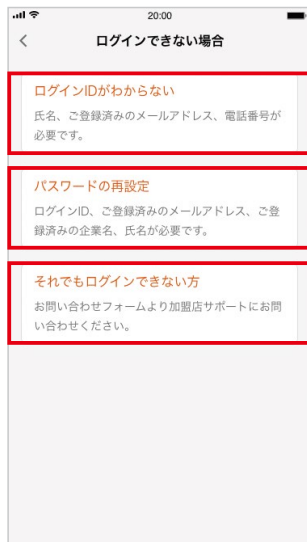 20:00
ログインできない場合
ログインIDがわからない
氏名、ご登録済みのメールアドレス、電話番号が
必要です。
パスワードの再設定
ログインID、ご登録済みのメールアドレス、ご登
録済みの企業名、氏名が必要です。
それでもログインできない方
お問い合わせフォームより加盟店サポートにお問
い合わせください。